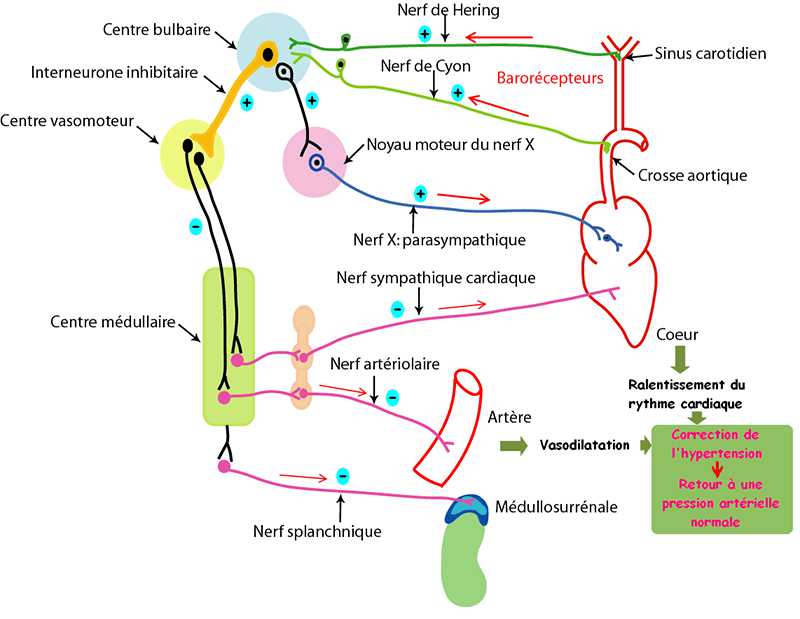 Nerf de Hering
Centre bulbaire
+
Sinus carotidien
Interneurone inhibitaire
Nerf de Cyon
Barorécepteurs
+
+
+
Centre vasomoteur
Noyau moteur du nerf X
Crosse aortique
+
-
Nerf X: parasympathique
Nerf sympathique cardiaque
-
Centre médullaire
Coeur
Nerf artériolaire
-
Ralentissement du
rythme cardiaque
Artère
Vasodilatation
Correction de
l'hypertension
Retour à une
pression artérielle
normale
-
Médullosurrénale
Nerf splanchnique